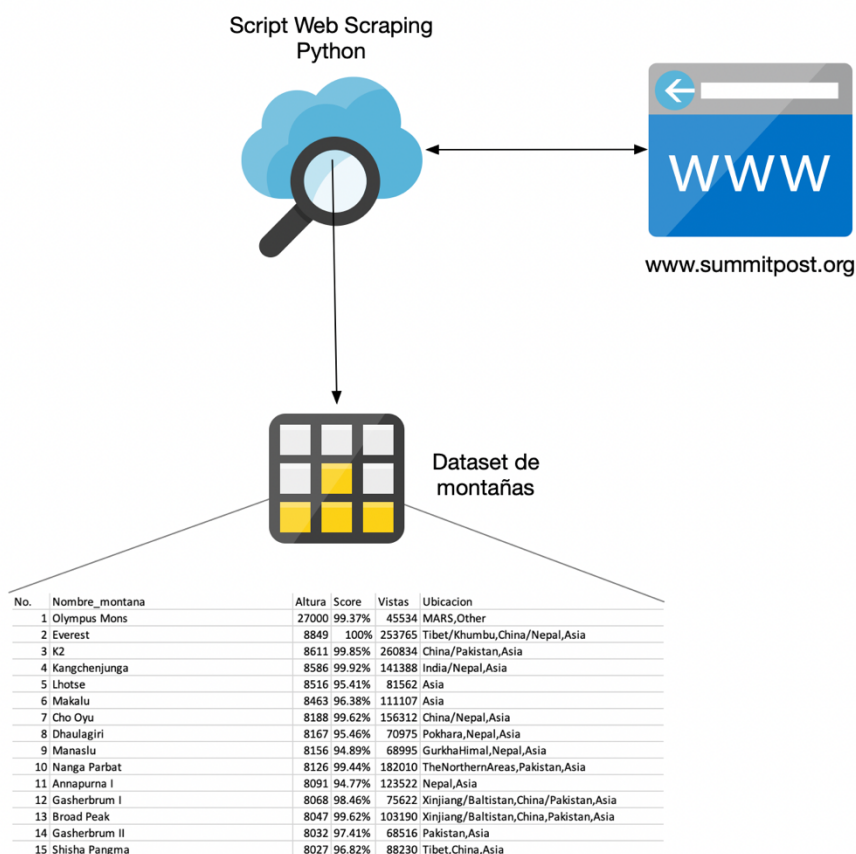 Script Web Scraping
Python
WWW
www.summitpost.org
Dataset de
montañas
No. Nombre_montana Altura Score Vistas Ubicacion
1 Olympus Mons 27000 99.37% 45534 MARS,Other
2 Everest 8849 100% 253765 Tibet/Khumbu,China/Nepal,Asia
3 K2 8611 99.85% 260834 China/Pakistan,Asia
4 Kangchenjunga 8586 99.92% 141388 India/Nepal,Asia
5 Lhotse 8516 95.41% 81562 Asia
6 Makalu 8463 96.38% 111107 Asia
7 Cho Oyu 8188 99.62% 156312 China/Nepal,Asia
8 Dhaulagiri 8167 95.46% 70975 Pokhara,Nepal,Asia
9 Manaslu 8156 94.89% 68995 GurkhaHimal,Nepal,Asia
10 Nanga Parbat 8126 99.44% 182010 TheNorthernAreas,Pakistan,Asia
11 Annapurna I 8091 94.77% 123522 Nepal,Asia
12 Gasherbrum I 8068 98.46% 75622 Xinjiang/Baltistan,China/Pakistan,Asia
13 Broad Peak 8047 99.62% 103190 Xinjiang/Baltistan,China,Pakistan,Asia
14 Gasherbrum II 8032 97.41% 68516 Pakistan,Asia
15 Shisha Pangma 8027 96.82% 88230 Tibet,China,Asia